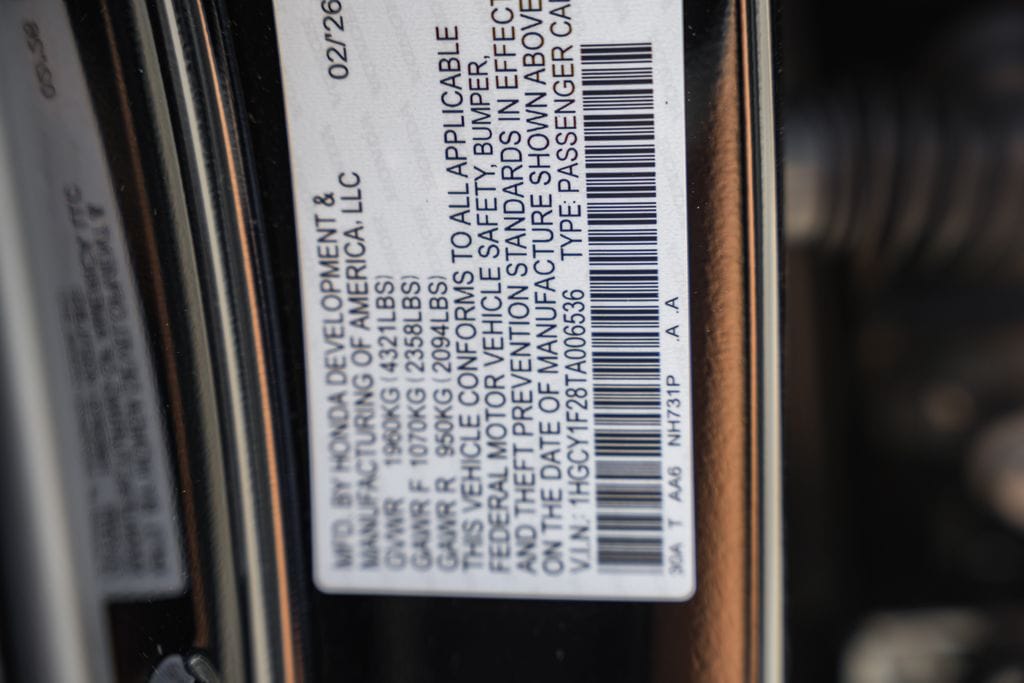 MFD. BY HONDA DEVELOPMENT & 02/'26
MANUFACTURING OF AMERICA, LLC
GVWR 1960KG (4321LBS)
GAWR F 1070KG (2358LBS)
GAWR R 950KG (2094LBS)
THIS VEHICLE CONFORMS TO ALL APPLICABLE
FEDERAL MOTOR VEHICLE SAFETY, BUMPER,
AND THEFT PREVENTION STANDARDS IN EFFECT
ON THE DATE OF MANUFACTURE SHOWN ABOVE
V.I.N.: 1HGCY1F28TA006536 TYPE: PASSENGER CA
30A T AA6 NH731P .A .A